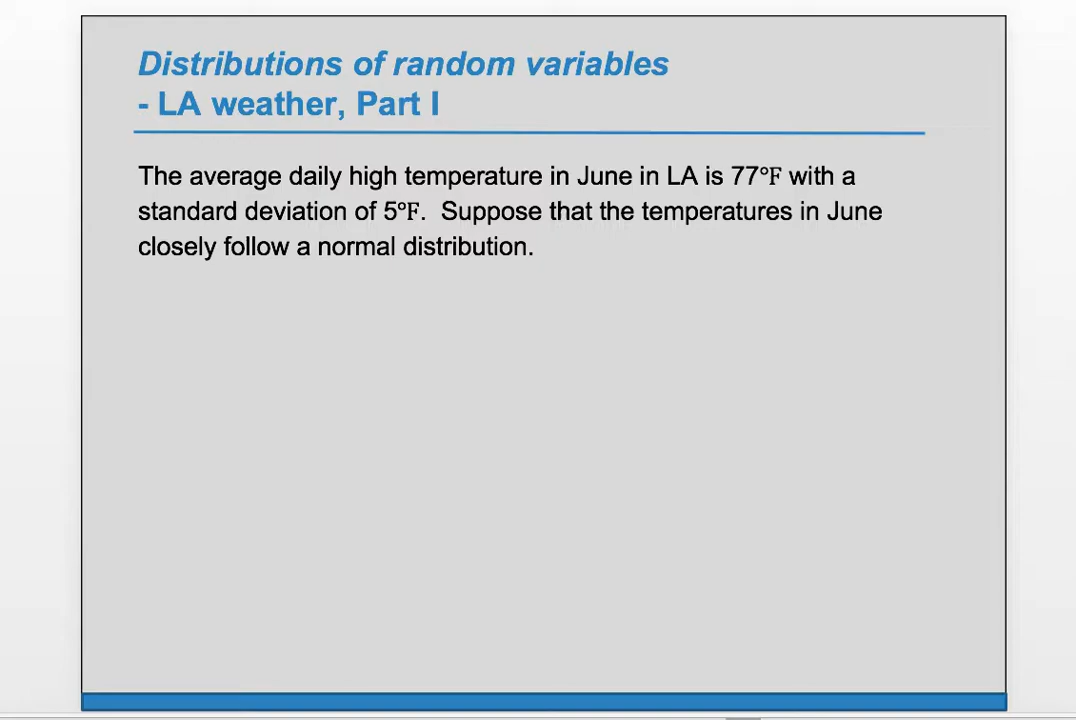 Distributions of random variables
- LA weather, Part I
The average daily high temperature in June in LA is 77°F with a
standard deviation of 5°F.  Suppose that the temperatures in June
closely follow a normal distribution.